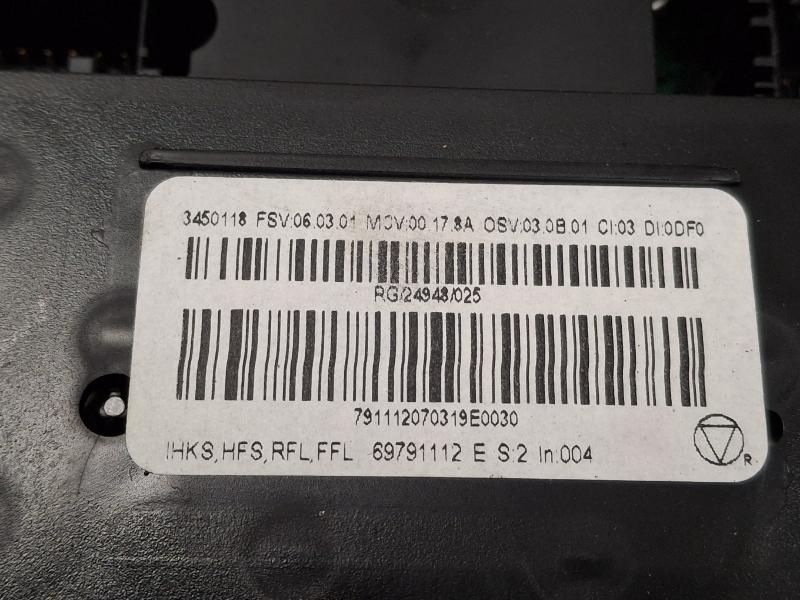 3450118 FSV:06.03.01 MCV:00.17.8A OSV:03.0B.01 CI:03 DI:0DF0
RG/24948/025
791112070319E0030
IHKS,HFS,RFL,FFL 69791112 E S:2 In:004
R